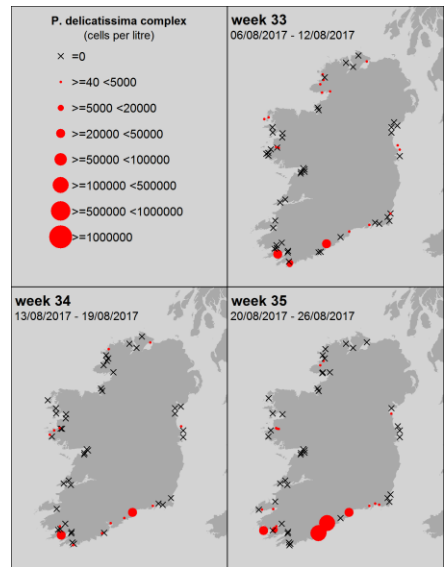 P. delicatissima complex
(cells per litre)
=0
>=40 <5000
>=5000 <20000
>=20000 <50000
>=50000 <100000
>=100000 <500000
>=500000 <1000000
>=1000000
week 33
06/08/2017 - 12/08/2017
week 34
13/08/2017 - 19/08/2017
week 35
20/08/2017 - 26/08/2017